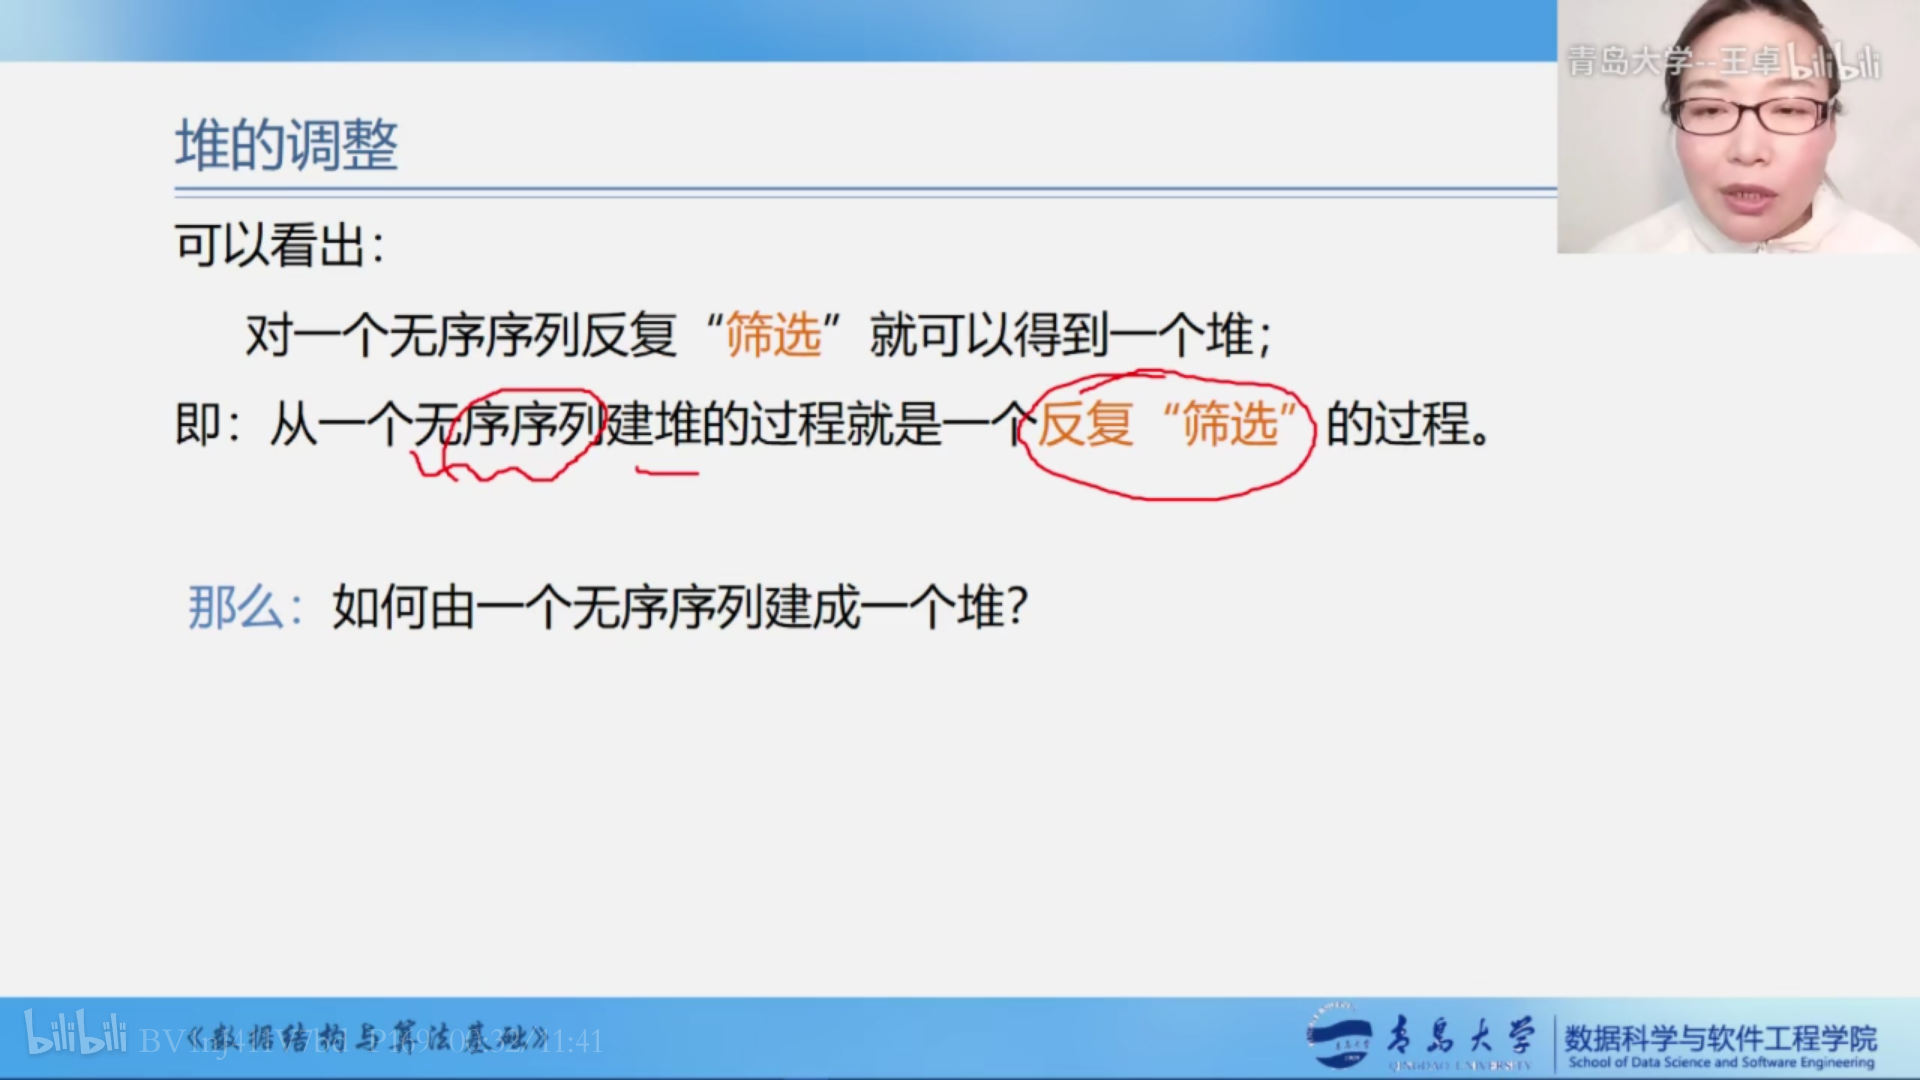 青岛大学--王卓 bilibili
堆的调整
可以看出：
对一个无序序列反复“筛选”就可以得到一个堆；
即：从一个无序序列建堆的过程就是一个反复“筛选”的过程。
那么：如何由一个无序序列建成一个堆？
bilibili
《数据结构与算法基础》
青岛大学
QINGDAO UNIVERSITY
数据科学与软件工程学院
School of Data Science and Software Engineering